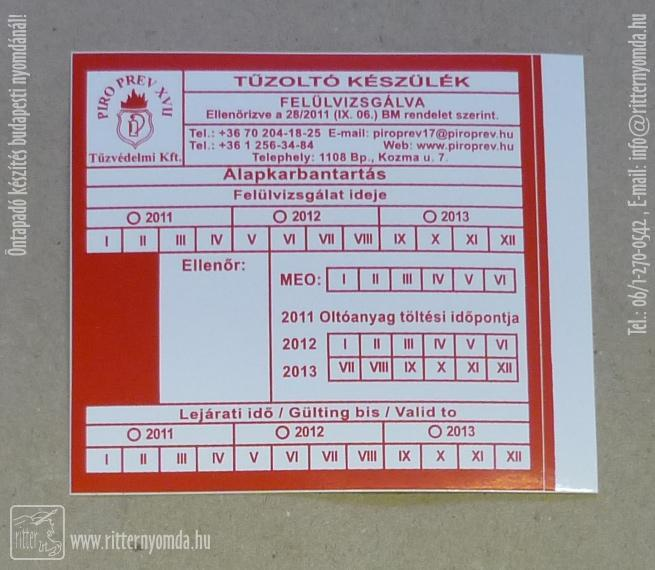 PIRO PREV XVII
Tűzvédelmi Kft.
TŰZOLTÓ KÉSZÜLÉK
FELÜLVIZSGÁLVA
Ellenőrizve a 28/2011 (IX. 06.) BM rendelet szerint.
Tel.: +36 70 204-18-25 E-mail: piroprev17@piroprev.hu
Tel.: +36 1 256-34-84 Web: www.piroprev.hu
Telephely: 1108 Bp., Kozma u. 7.
Alapkarbantartás
Felülvizsgálat ideje
2011 2012 2013
I II III IV V VI VII VIII IX X XI XII
Ellenőr:
MEO: I II III IV V VI
2011 Oltóanyag töltési időpontja
2012 I II III IV V VI
2013 VII VIII IX X XI XII
Lejárati idő / Gülting bis / Valid to
2011 2012 2013
I II III IV V VI VII VIII IX X XI XII
Öntapadó készítés budapesti nyomdánál!
Tel.: 06/1-270-0542 , E-mail: info@ritternyomda.hu
ritter
www.ritternyomda.hu